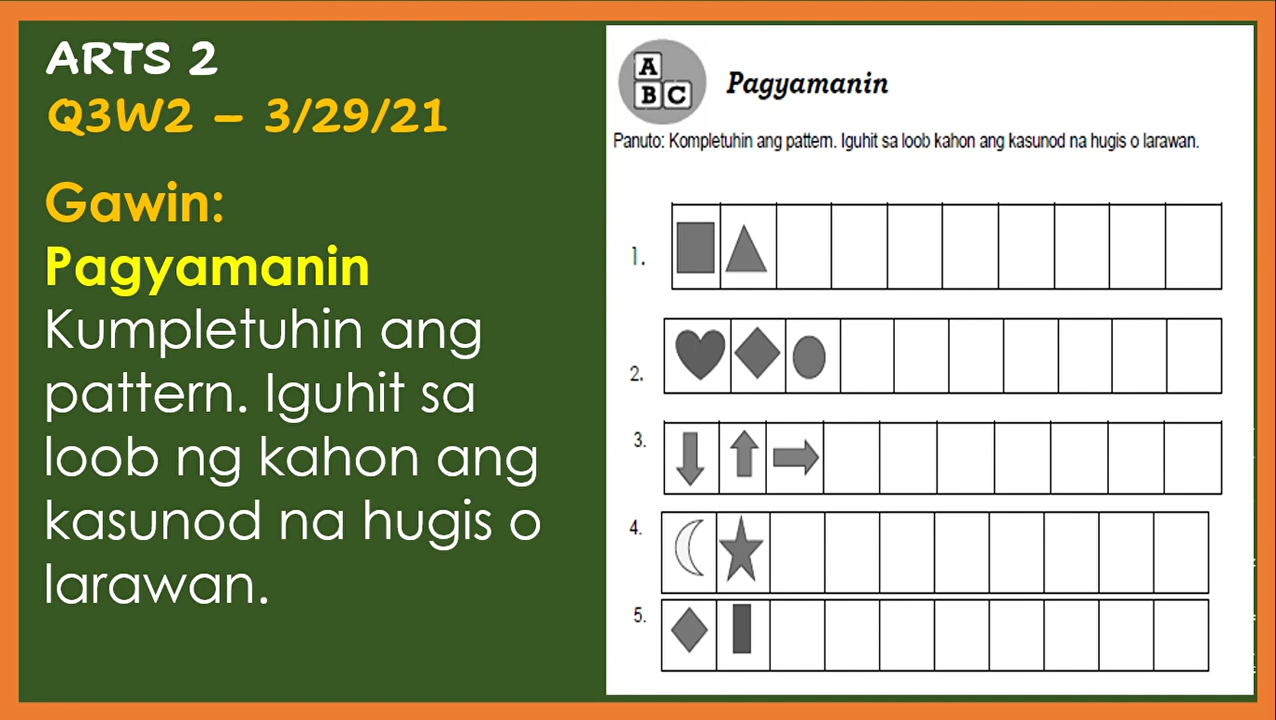 ARTS 2
Q3W2 – 3/29/21
Gawin:
Pagyamanin
Kumpletuhin ang
pattern. Iguhit sa
loob ng kahon ang
kasunod na hugis o
larawan.
A
B C
Pagyamanin
Panuto: Kompletuhin ang pattern. Iguhit sa loob kahon ang kasunod na hugis o larawan.
1.
2.
3.
4.
5.